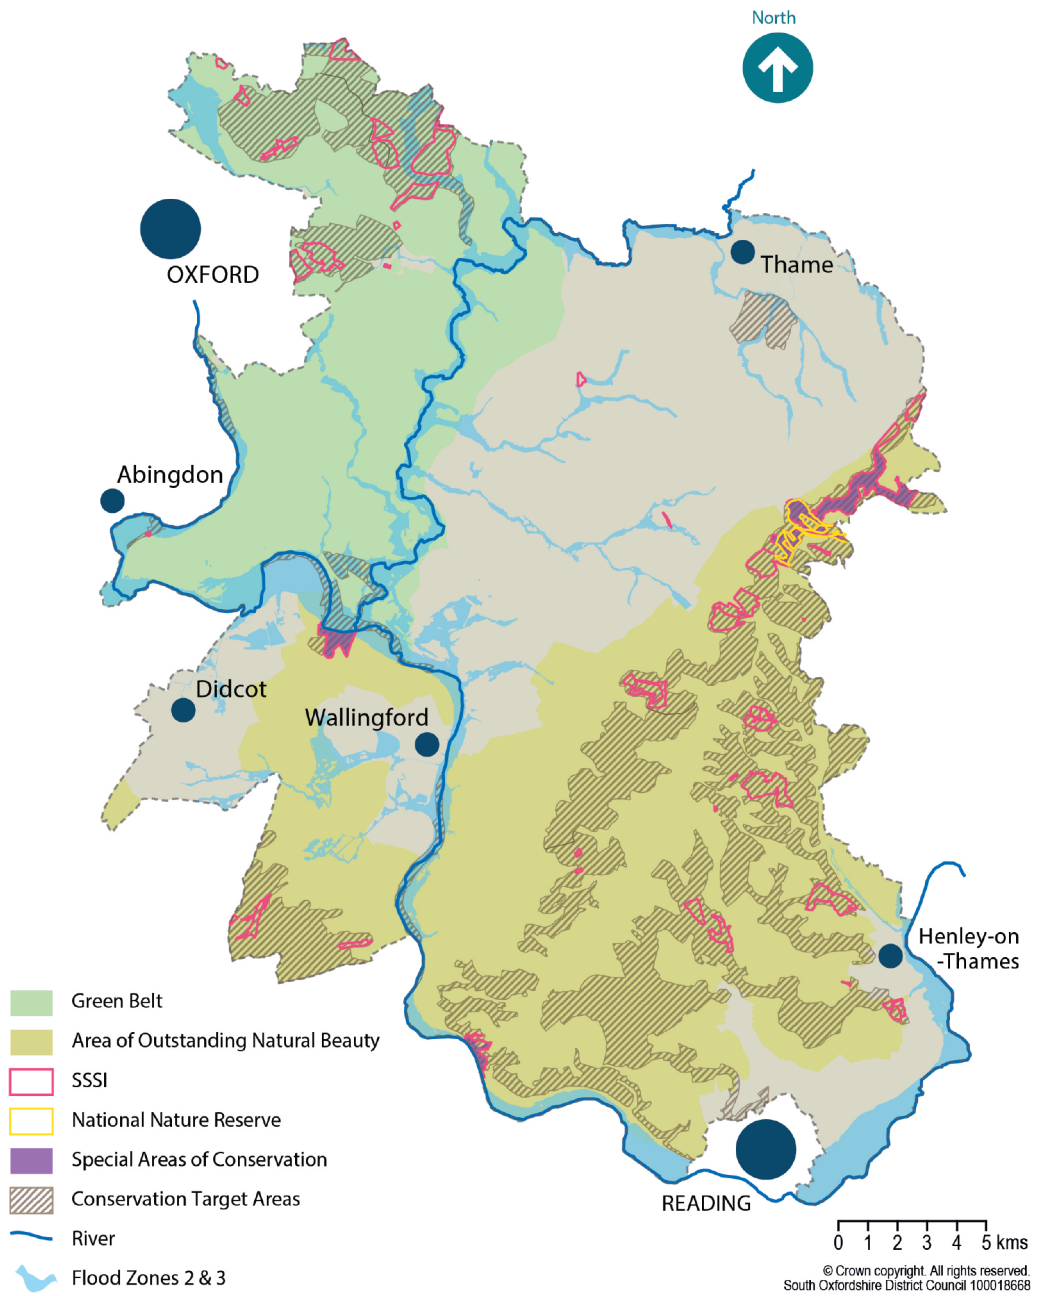 North
OXFORD
Thame
Abingdon
Didcot
Wallingford
Henley-on
-Thames
READING
Green Belt
Area of Outstanding Natural Beauty
SSSI
National Nature Reserve
Special Areas of Conservation
Conservation Target Areas
River
Flood Zones 2 & 3
0 1 2 3 4 5 kms
© Crown copyright. All rights reserved.
South Oxfordshire District Council 100018668